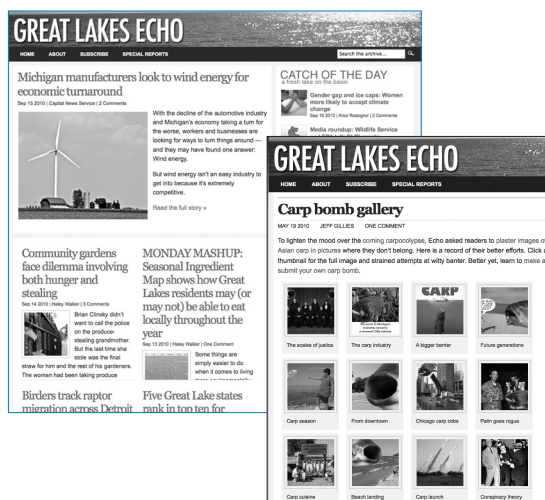 GREAT LAKES ECHO
HOME ABOUT SUBSCRIBE SPECIAL REPORTS
Search the archive...
Michigan manufacturers look to wind energy for
economic turnaround
Sep 15 2010 | Capital News Service | 2 Comments
With the decline of the automotive industry
and Michigan's economy taking a turn for
the worse, workers and businesses are
looking for ways to turn things around —
and they may have found one answer:
Wind energy.
But wind energy isn't an easy industry to
get into because it's extremely
competitive.
Read the full story »
CATCH OF THE DAY
a fresh take on the basin
Gender gap and ice caps: Women
more likely to accept climate
change
Sep 16 2010 | Alice Rossignol | 2 Comments
Media roundup: Wildlife Service
Community gardens
face dilemma involving
both hunger and
stealing
Sep 14 2010 | Haley Walker | 3 Comments
Brian Clinsky didn't
want to call the police
on the produce-
stealing grandmother.
But the last time she
stole was the final
straw for him and the rest of his gardeners.
The woman had been taking produce
MONDAY MASHUP:
Seasonal Ingredient
Map shows how Great
Lakes residents may (or
may not) be able to eat
locally throughout the
year
Sep 13 2010 | Haley Walker | One Comment
Some things are
simply easier to do
when it comes to living
more environmentally
Birders track raptor
migration across Detroit
Five Great Lake states
rank in top ten for
GREAT LAKES ECHO
HOME ABOUT SUBSCRIBE SPECIAL REPORTS
Carp bomb gallery
MAY 19 2010 JEFF GILLIES ONE COMMENT
To lighten the mood over the coming carpocolypse, Echo asked readers to plaster images of
Asian carp in pictures where they don't belong. Here is a record of their better efforts. Click a
thumbnail for the full image and strained attempts at witty banter. Better yet, learn to make a
submit your own carp bomb.
CARP
The scales of justice
The carp industry
A bigger barrier
Future generations
Carp season
From downtown
Chicago carp cobs
Palin goes rogue
Carp cuisine
Beach landing
Carp launch
Conspiracy theory